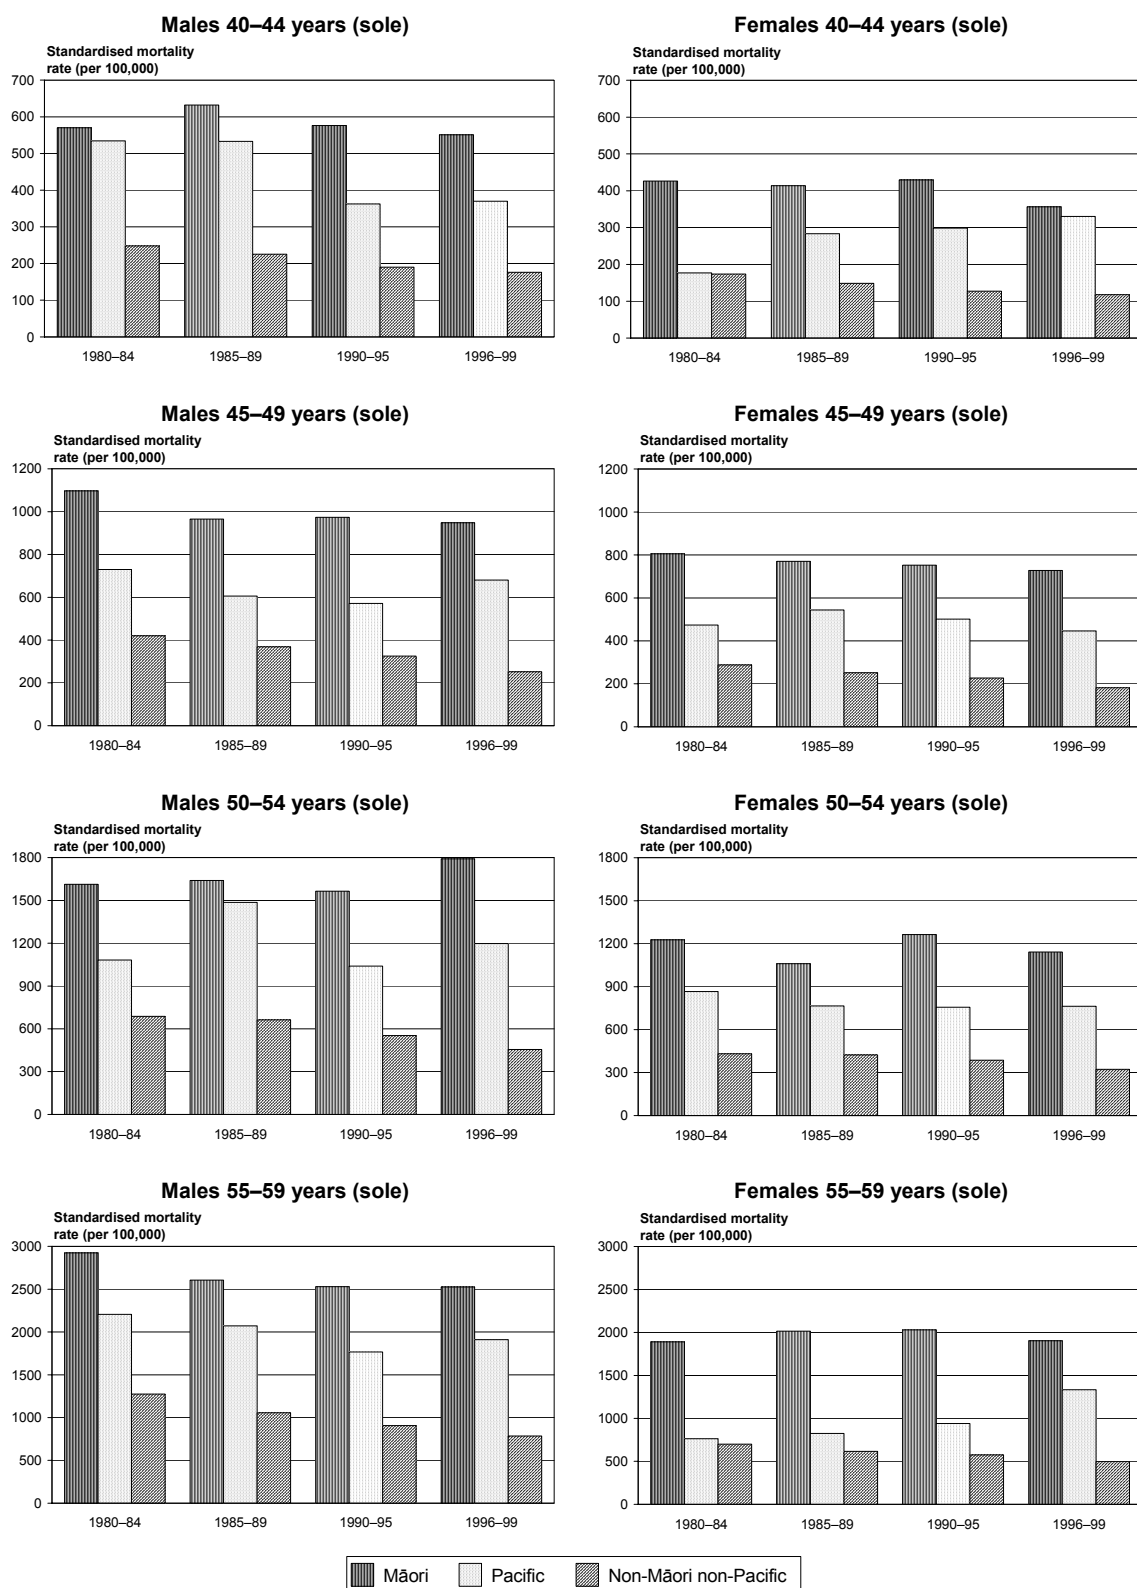 Males 40–44 years (sole)
Standardised mortality
rate (per 100,000)
700
600
500
400
300
200
100
0
1980–84 1985–89 1990–95 1996–99
Females 40–44 years (sole)
Standardised mortality
rate (per 100,000)
700
600
500
400
300
200
100
0
1980–84 1985–89 1990–95 1996–99
Males 45–49 years (sole)
Standardised mortality
rate (per 100,000)
1200
1000
800
600
400
200
0
1980–84 1985–89 1990–95 1996–99
Females 45–49 years (sole)
Standardised mortality
rate (per 100,000)
1200
1000
800
600
400
200
0
1980–84 1985–89 1990–95 1996–99
Males 50–54 years (sole)
Standardised mortality
rate (per 100,000)
1800
1500
1200
900
600
300
0
1980–84 1985–89 1990–95 1996–99
Females 50–54 years (sole)
Standardised mortality
rate (per 100,000)
1800
1500
1200
900
600
300
0
1980–84 1985–89 1990–95 1996–99
Males 55–59 years (sole)
Standardised mortality
rate (per 100,000)
3000
2500
2000
1500
1000
500
0
1980–84 1985–89 1990–95 1996–99
Females 55–59 years (sole)
Standardised mortality
rate (per 100,000)
3000
2500
2000
1500
1000
500
0
1980–84 1985–89 1990–95 1996–99
Māori Pacific Non-Māori non-Pacific